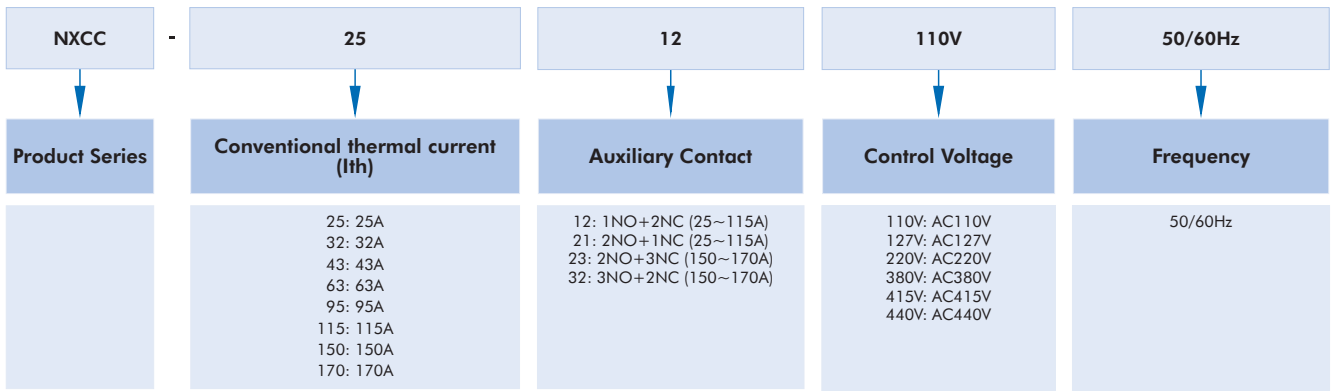 NXCC - 25 12 110V 50/60Hz
Product Series
Conventional thermal current
(Ith)
Auxiliary Contact
Control Voltage
Frequency
25: 25A
32: 32A
43: 43A
63: 63A
95: 95A
115: 115A
150: 150A
170: 170A
12: 1NO+2NC (25~115A)
21: 2NO+1NC (25~115A)
23: 2NO+3NC (150~170A)
32: 3NO+2NC (150~170A)
110V: AC110V
127V: AC127V
220V: AC220V
380V: AC380V
415V: AC415V
440V: AC440V
50/60Hz